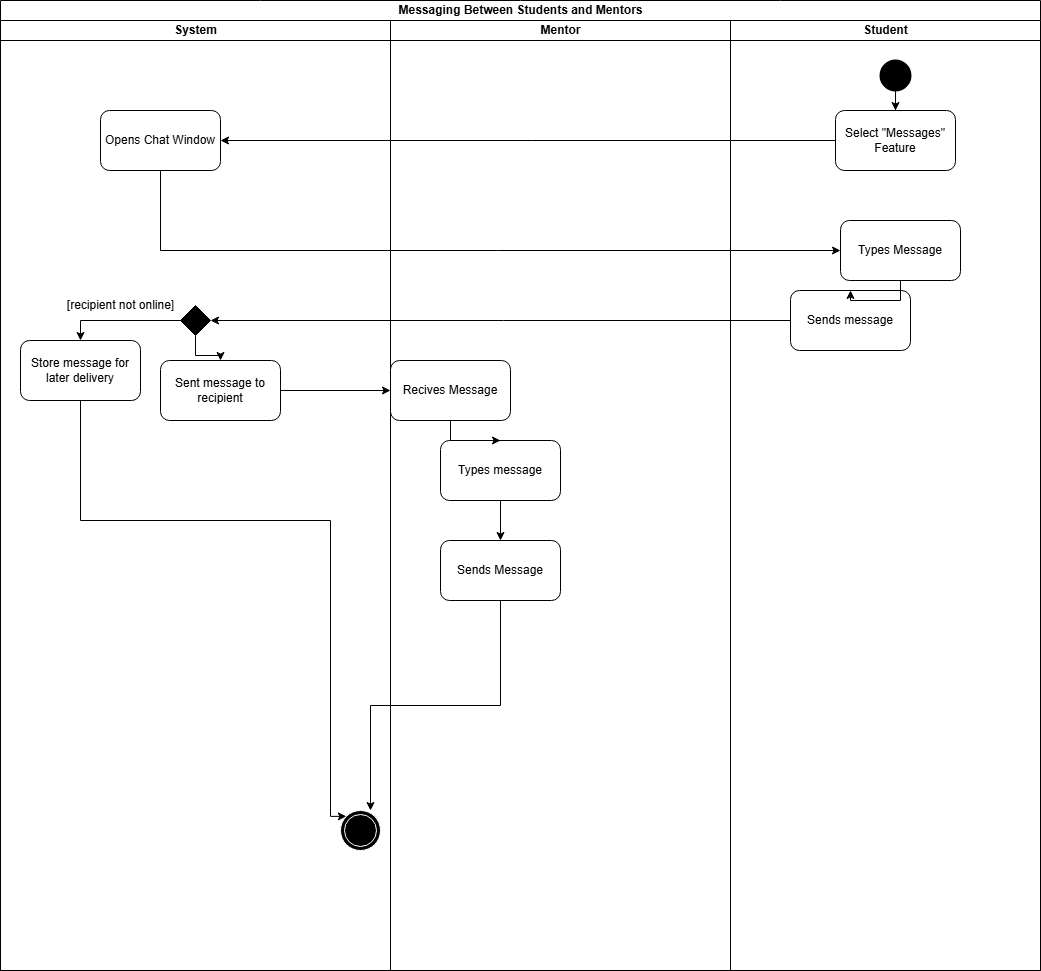 Messaging Between Students and Mentors
System
Mentor
Student
Opens Chat Window
Select "Messages"
Feature
Types Message
[recipient not online]
Sends message
Store message for
later delivery
Sent message to
recipient
Recives Message
Types message
Sends Message